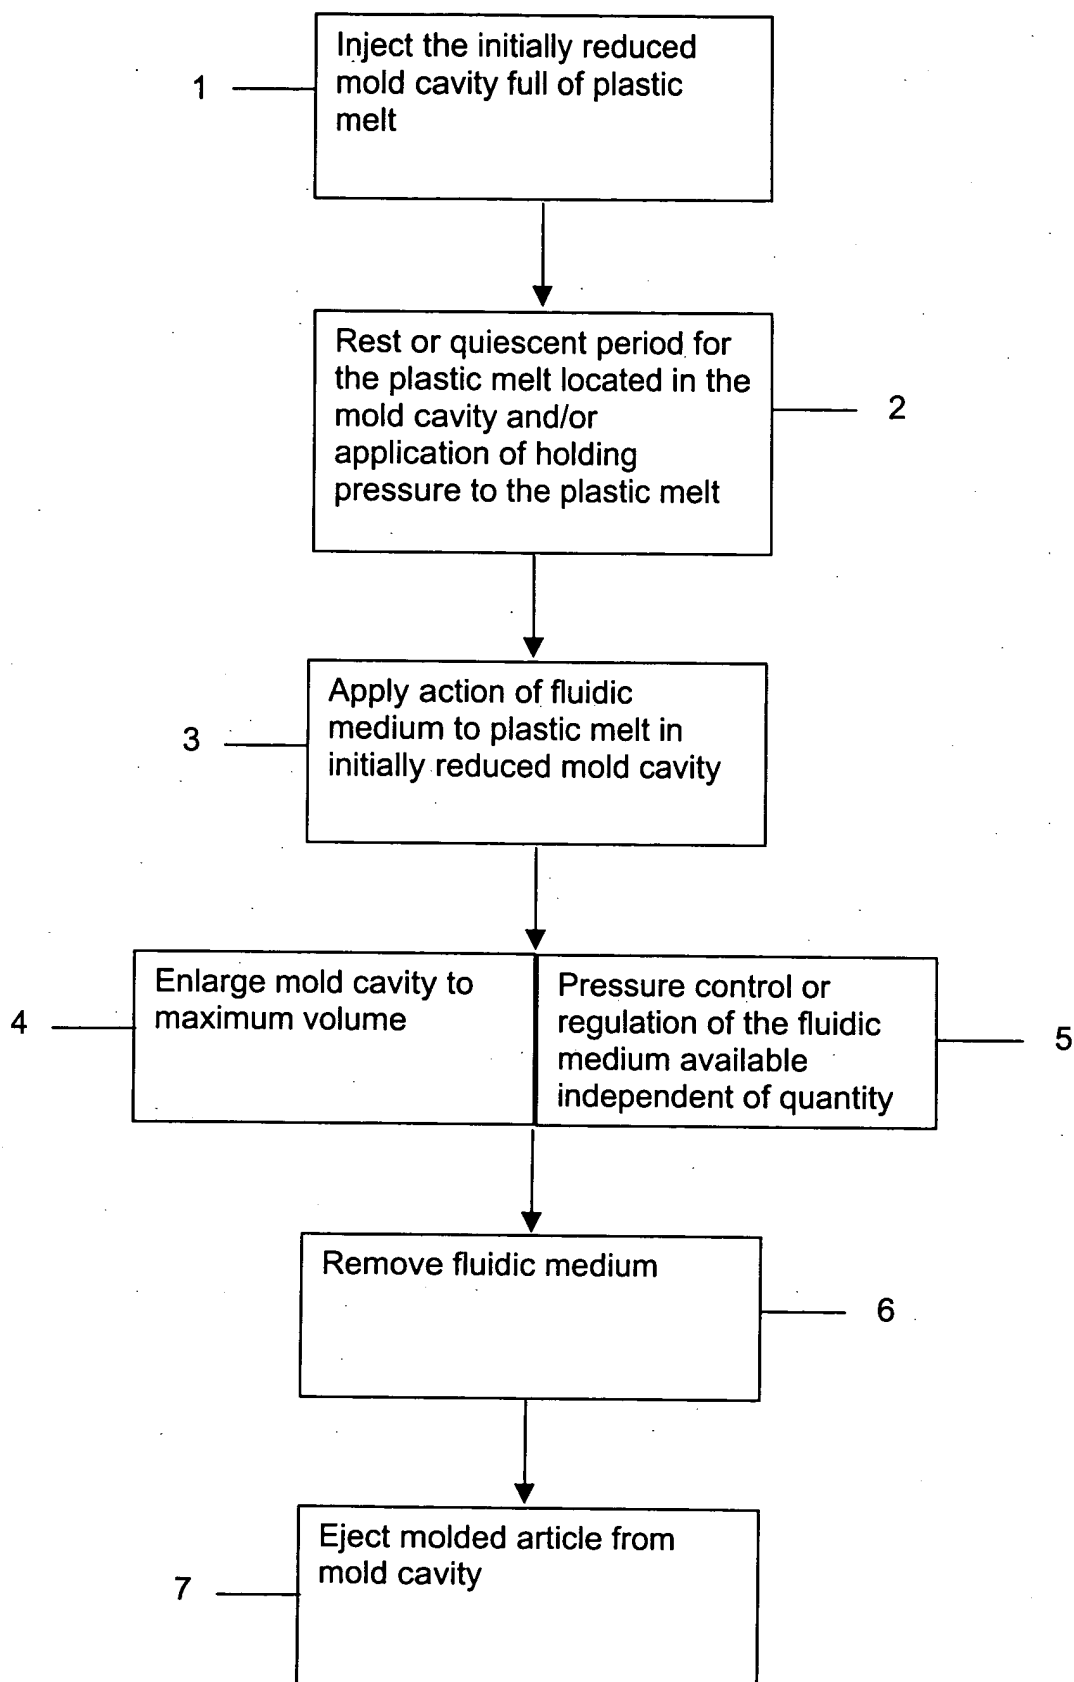 1
Inject the initially reduced
mold cavity full of plastic
melt
Rest or quiescent period for
the plastic melt located in the
mold cavity and/or
application of holding
pressure to the plastic melt
2
3
Apply action of fluidic
medium to plastic melt in
initially reduced mold cavity
4
Enlarge mold cavity to
maximum volume
Pressure control or
regulation of the fluidic
medium available
independent of quantity
5
Remove fluidic medium
6
7
Eject molded article from
mold cavity